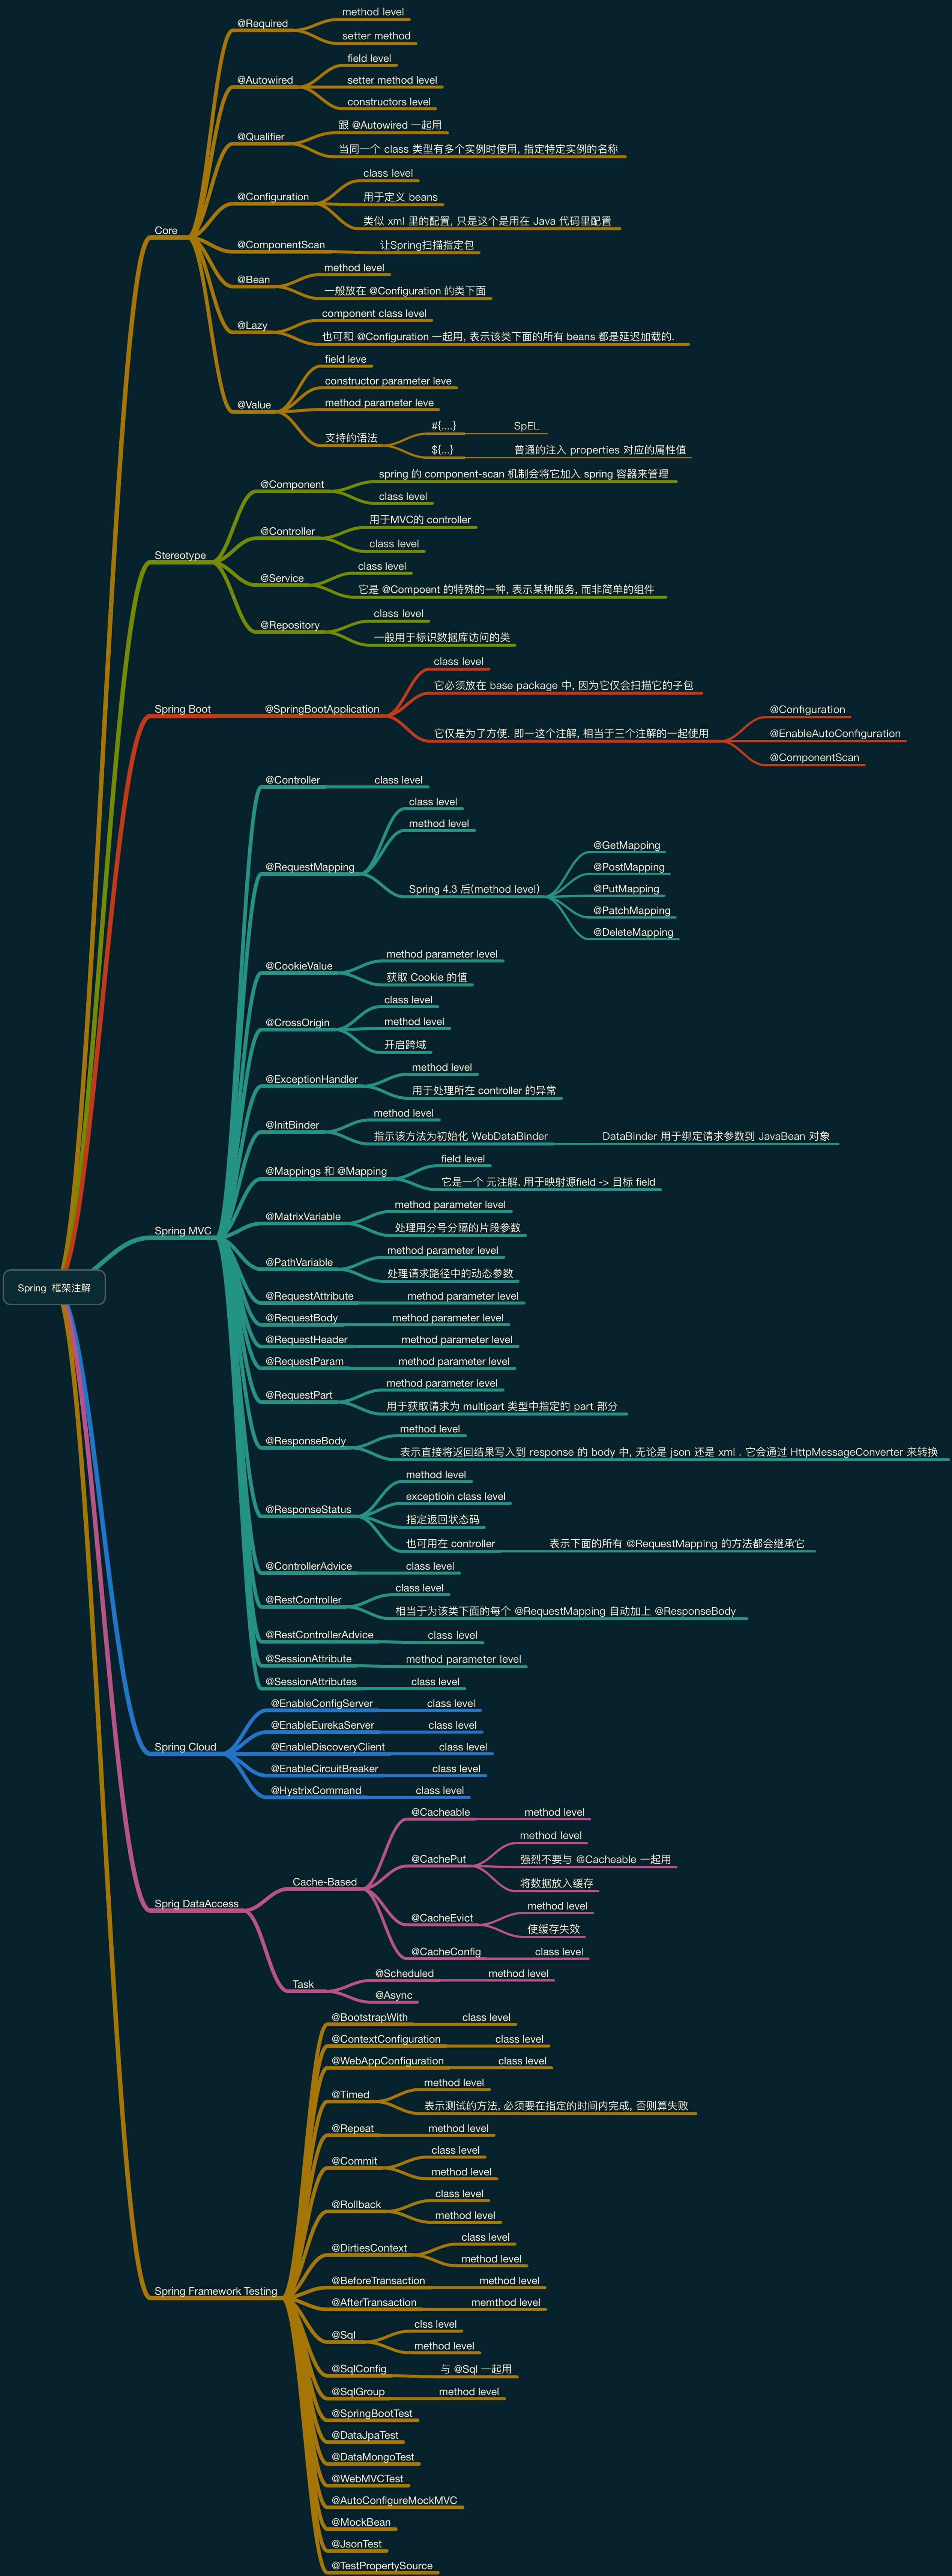 Spring 框架注解
Core
@Required
method level
setter method
@Autowired
field level
setter method level
constructors level
@Qualifier
跟 @Autowired 一起用
当同一个 class 类型有多个实例时使用, 指定特定实例的名称
@Configuration
class level
用于定义 beans
类似 xml 里的配置, 只是这个是用在 Java 代码里配置
@ComponentScan
让Spring扫描指定包
@Bean
method level
一般放在 @Configuration 的类下面
@Lazy
component class level
也可和 @Configuration 一起用, 表示该类下面的所有 beans 都是延迟加载的.
@Value
field leve
constructor parameter leve
method parameter leve
支持的语法
#{....}
SpEL
${...}
普通的注入 properties 对应的属性值
Stereotype
@Component
spring 的 component-scan 机制会将它加入 spring 容器来管理
class level
@Controller
用于MVC的 controller
class level
@Service
class level
它是 @Compoent 的特殊的一种, 表示某种服务, 而非简单的组件
@Repository
class level
一般用于标识数据库访问的类
Spring Boot
@SpringBootApplication
class level
它必须放在 base package 中, 因为它仅会扫描它的子包
它仅是为了方便. 即一这个注解, 相当于三个注解的一起使用
@Configuration
@EnableAutoConfiguration
@ComponentScan
Spring MVC
@Controller
class level
@RequestMapping
class level
method level
Spring 4.3 后(method level)
@GetMapping
@PostMapping
@PutMapping
@PatchMapping
@DeleteMapping
@CookieValue
method parameter level
获取 Cookie 的值
@CrossOrigin
class level
method level
开启跨域
@ExceptionHandler
method level
用于处理所在 controller 的异常
@InitBinder
method level
指示该方法为初始化 WebDataBinder
DataBinder 用于绑定请求参数到 JavaBean 对象
@Mappings 和 @Mapping
field level
它是一个 元注解. 用于映射源field -> 目标 field
@MatrixVariable
method parameter level
处理用分号分隔的片段参数
@PathVariable
method parameter level
处理请求路径中的动态参数
@RequestAttribute
method parameter level
@RequestBody
method parameter level
@RequestHeader
method parameter level
@RequestParam
method parameter level
@RequestPart
method parameter level
用于获取请求为 multipart 类型中指定的 part 部分
@ResponseBody
method level
表示直接将返回结果写入到 response 的 body 中, 无论是 json 还是 xml . 它会通过 HttpMessageConverter 来转换
@ResponseStatus
method level
exceptioin class level
指定返回状态码
也可用在 controller
表示下面的所有 @RequestMapping 的方法都会继承它
@ControllerAdvice
class level
@RestController
class level
相当于为该类下面的每个 @RequestMapping 自动加上 @ResponseBody
@RestControllerAdvice
class level
@SessionAttribute
method parameter level
@SessionAttributes
class level
Spring Cloud
@EnableConfigServer
class level
@EnableEurekaServer
class level
@EnableDiscoveryClient
class level
@EnableCircuitBreaker
class level
@HystrixCommand
class level
Sprig DataAccess
Cache-Based
@Cacheable
method level
@CachePut
method level
强烈不要与 @Cacheable 一起用
将数据放入缓存
@CacheEvict
method level
使缓存失效
@CacheConfig
class level
Task
@Scheduled
method level
@Async
Spring Framework Testing
@BootstrapWith
class level
@ContextConfiguration
class level
@WebAppConfiguration
class level
@Timed
method level
表示测试的方法, 必须要在指定的时间内完成, 否则算失败
@Repeat
method level
@Commit
class level
method level
@Rollback
class level
method level
@DirtiesContext
class level
method level
@BeforeTransaction
method level
@AfterTransaction
memthod level
@Sql
clss level
method level
@SqlConfig
与 @Sql 一起用
@SqlGroup
method level
@SpringBootTest
@DataJpaTest
@DataMongoTest
@WebMVCTest
@AutoConfigureMockMVC
@MockBean
@JsonTest
@TestPropertySource